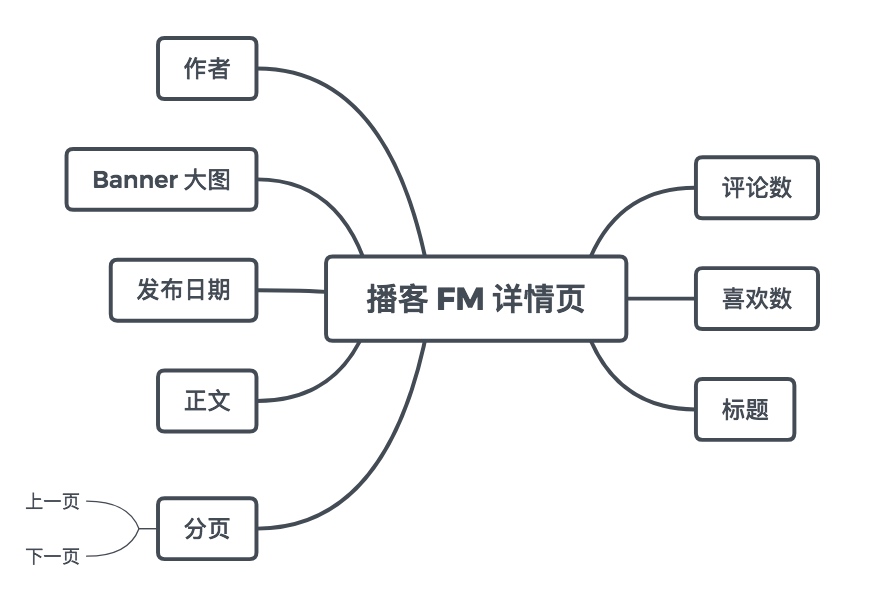 作者
Banner 大图
发布日期
正文
分页
上一页
下一页
播客 FM 详情页
评论数
喜欢数
标题